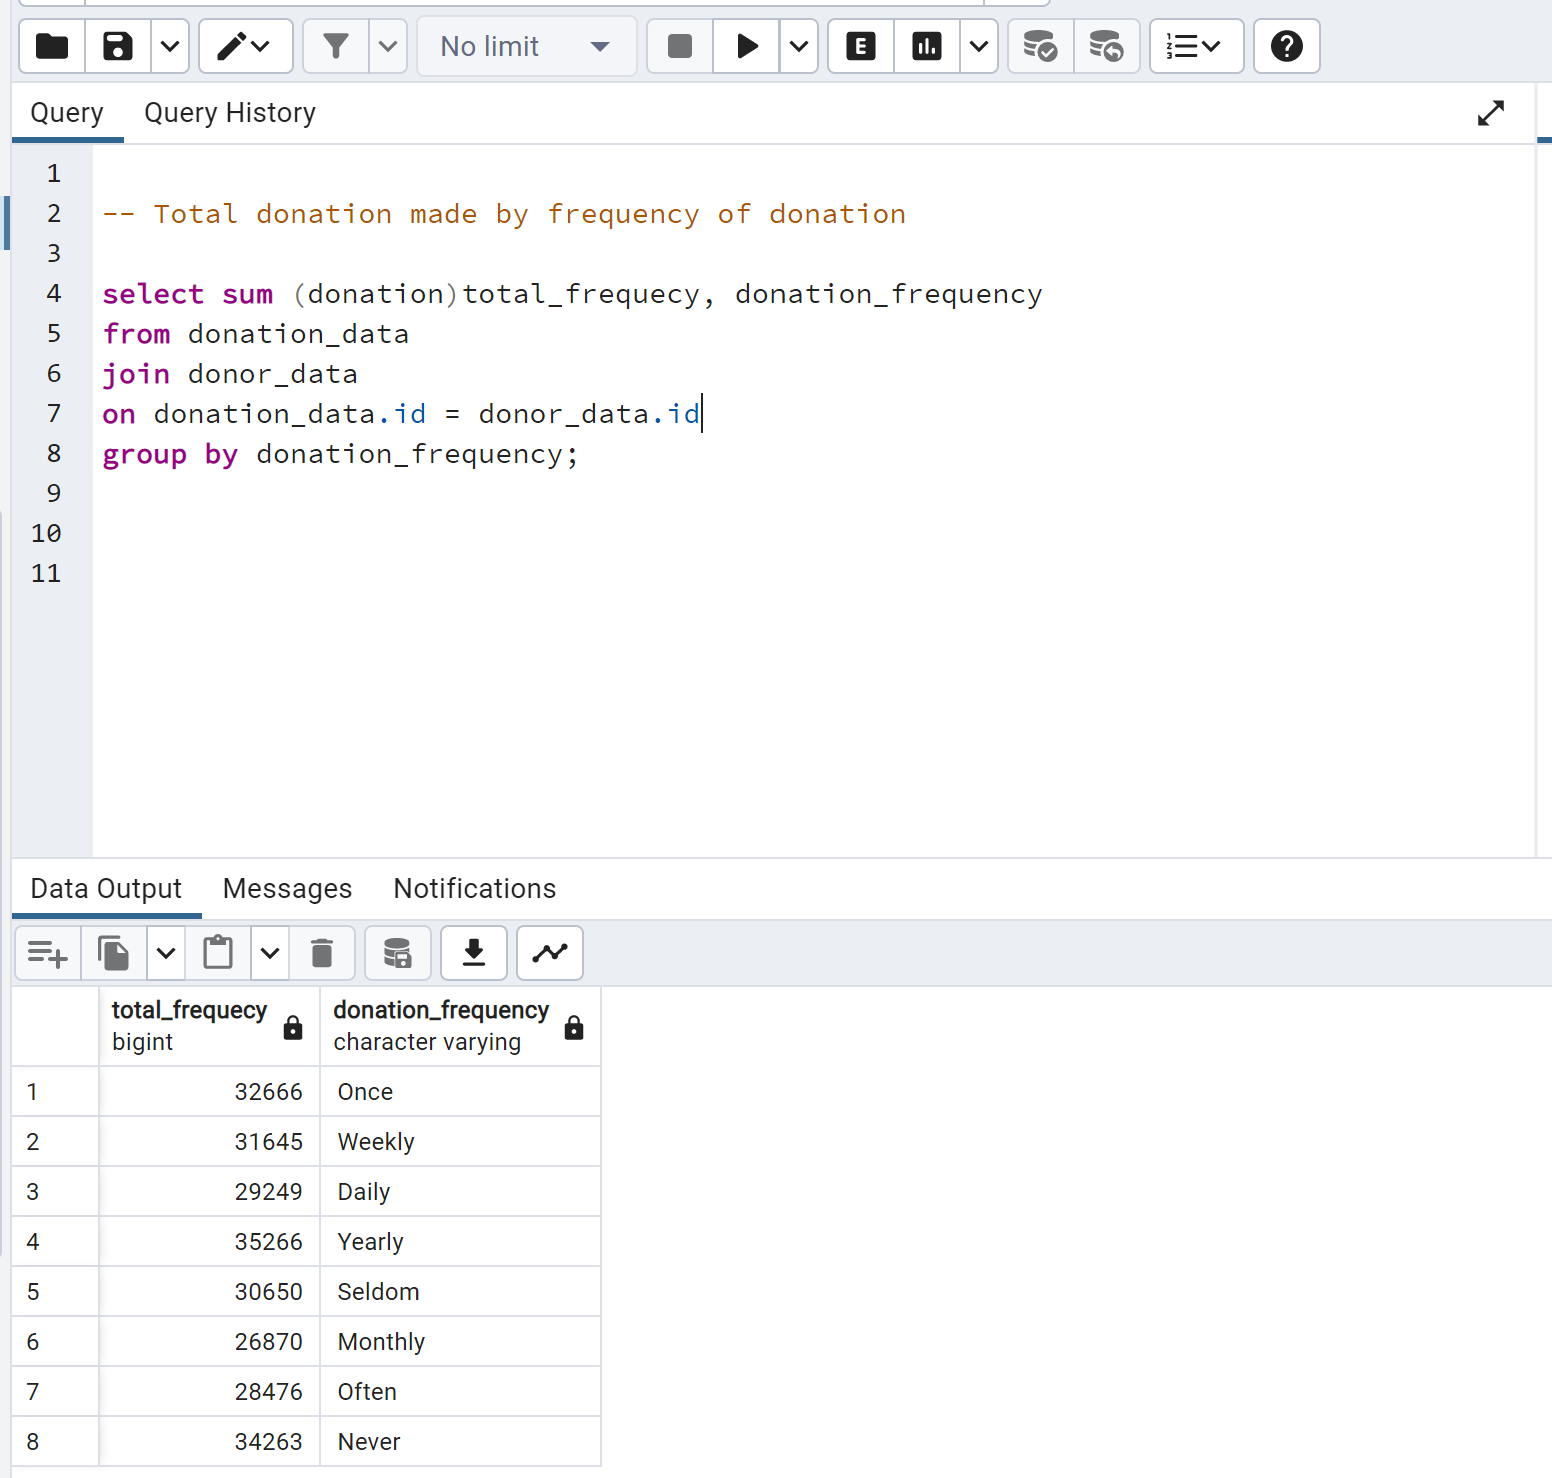 No limit
E
Query Query History
1
2 -- Total donation made by frequency of donation
3
4 select sum (donation)total_frequecy, donation_frequency
5 from donation_data
6 join donor_data
7 on donation_data.id = donor_data.id
8 group by donation_frequency;
9
10
11
Data Output Messages Notifications
total_frequecy donation_frequency
bigint character varying
1 32666 Once
2 31645 Weekly
3 29249 Daily
4 35266 Yearly
5 30650 Seldom
6 26870 Monthly
7 28476 Often
8 34263 Never